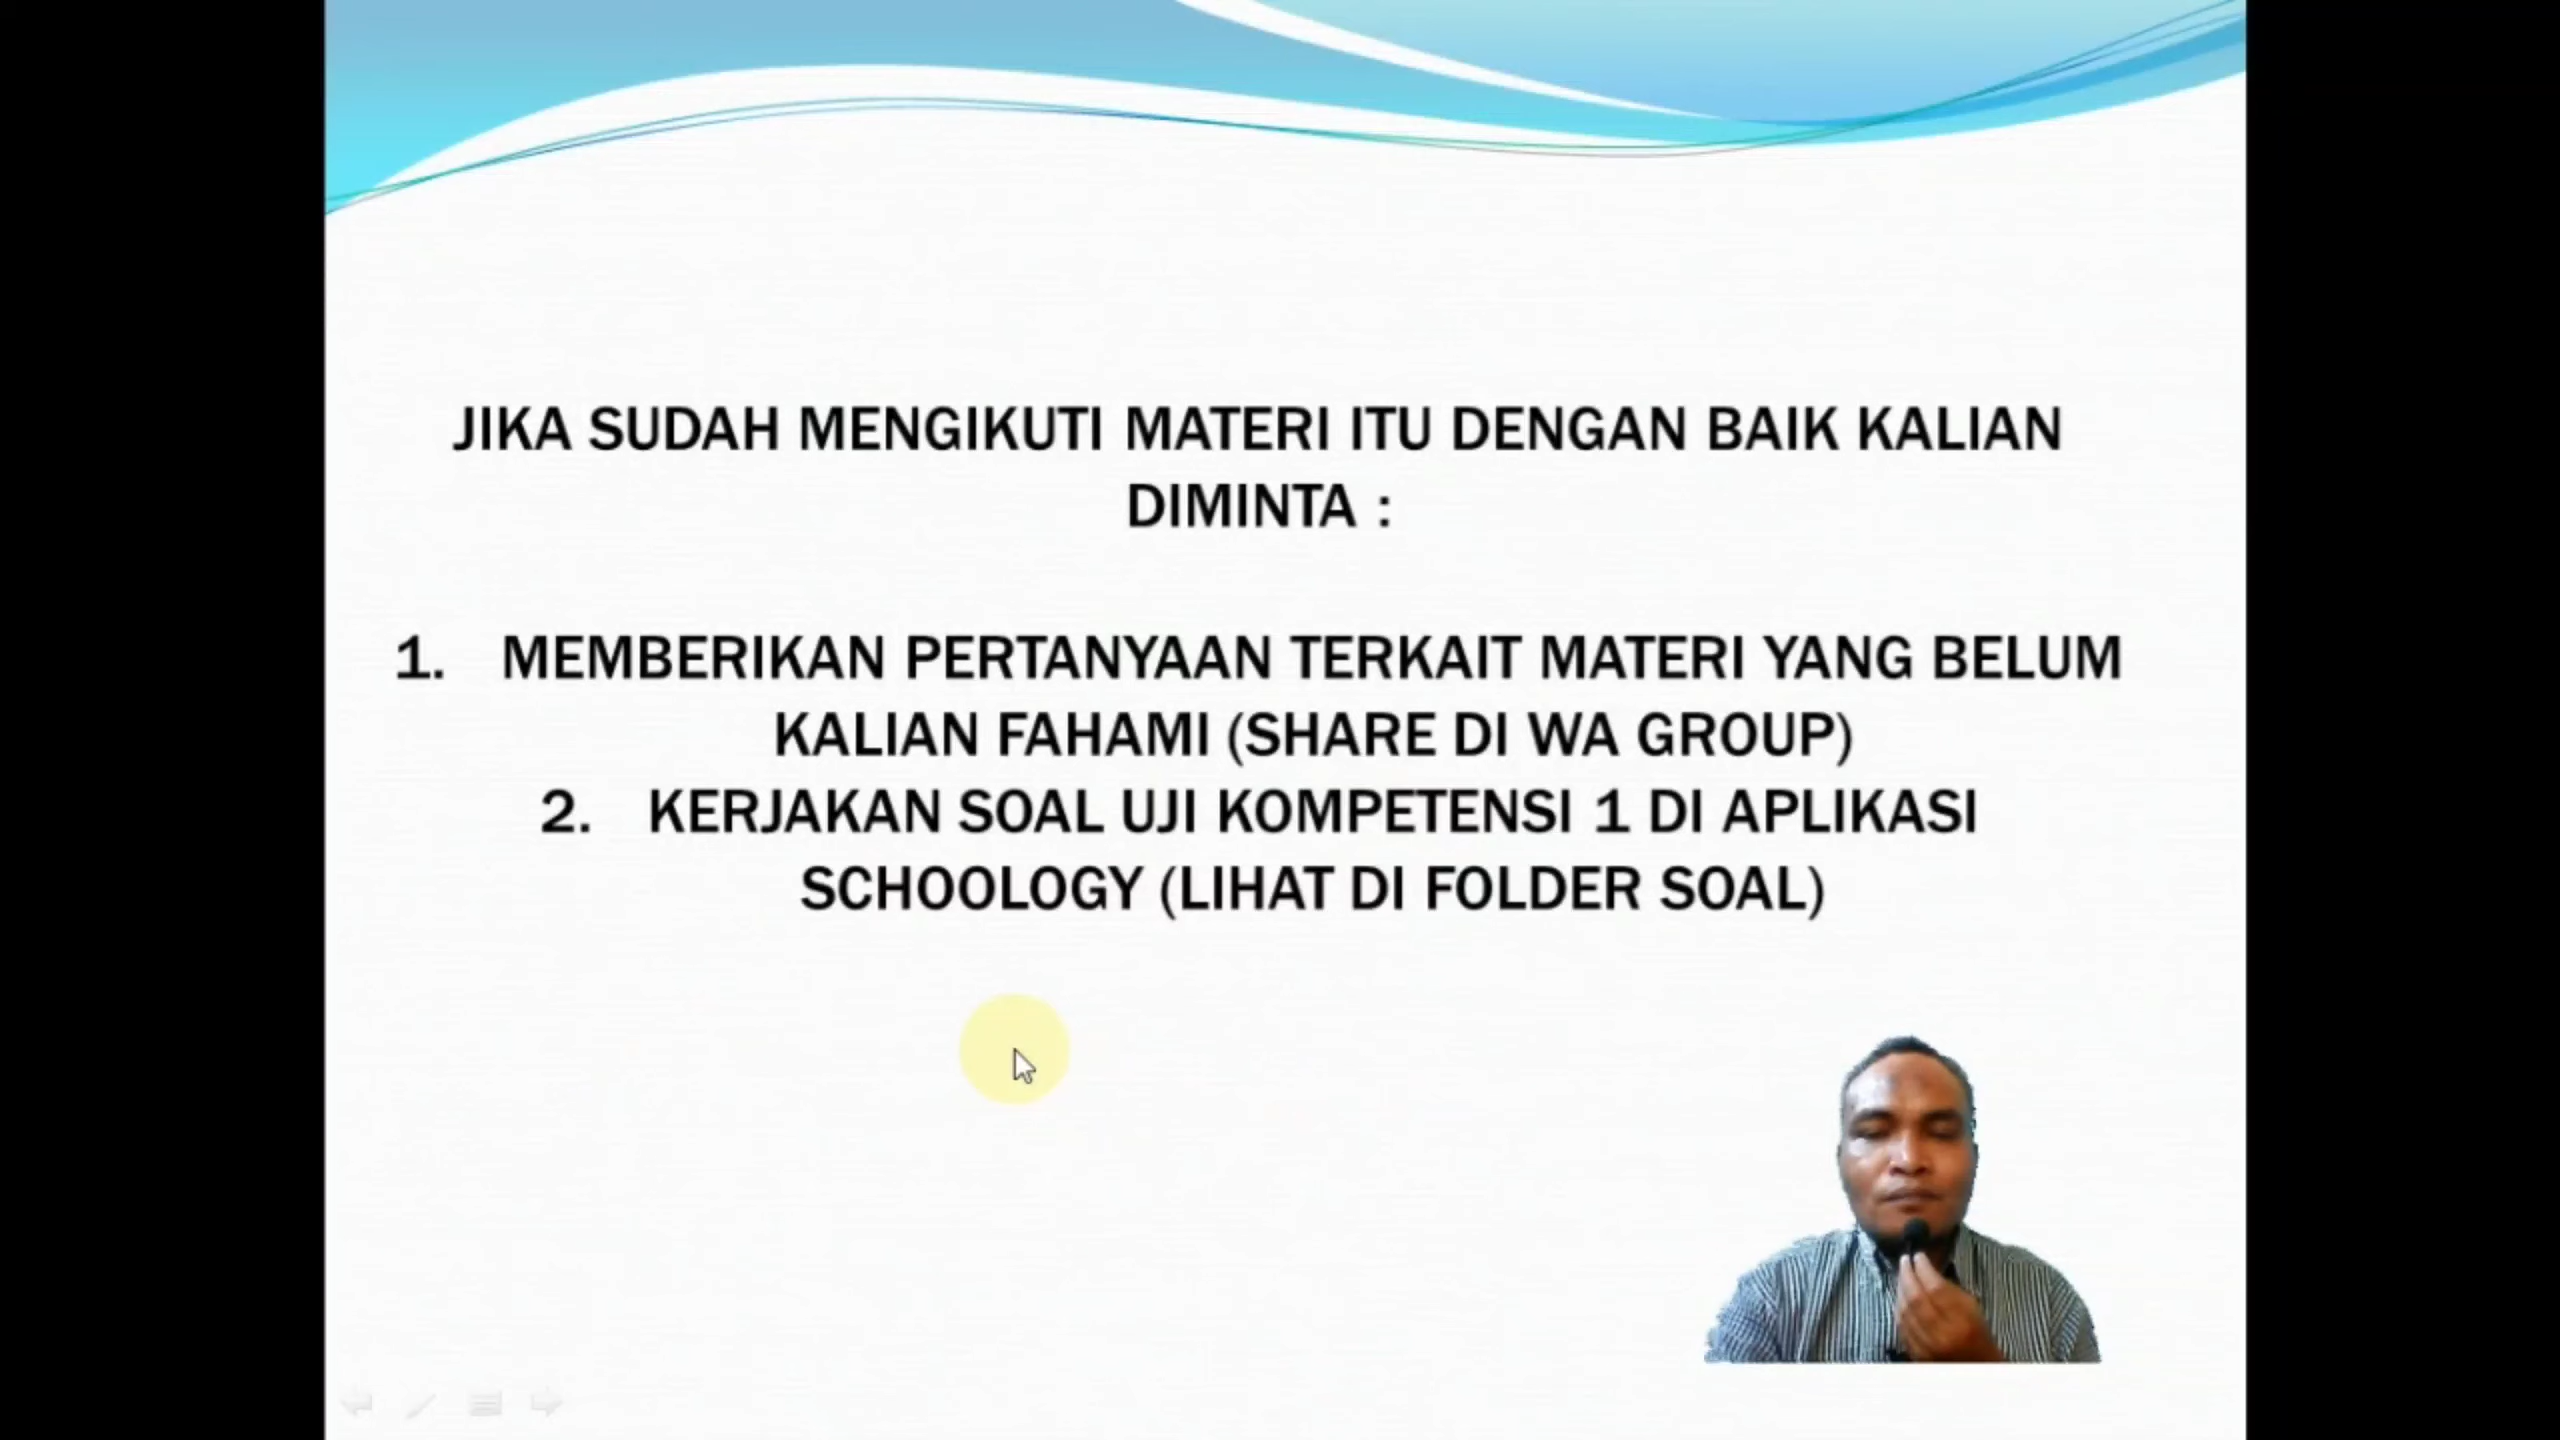 JIKA SUDAH MENGIKUTI MATERI ITU DENGAN BAIK KALIAN
DIMINTA :
1. MEMBERIKAN PERTANYAAN TERKAIT MATERI YANG BELUM
KALIAN FAHAMI (SHARE DI WA GROUP)
2. KERJAKAN SOAL UJI KOMPETENSI 1 DI APLIKASI
SCHOOLOGY (LIHAT DI FOLDER SOAL)